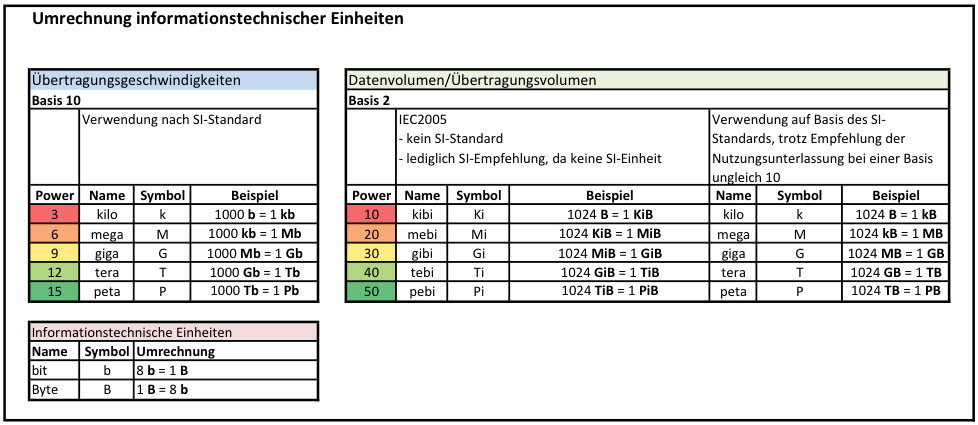 Umrechnung informationstechnischer Einheiten
Übertragungsgeschwindigkeiten
Basis 10
Verwendung nach SI-Standard
Power Name Symbol Beispiel
3 kilo k 1000 b = 1 kb
6 mega M 1000 kb = 1 Mb
9 giga G 1000 Mb = 1 Gb
12 tera T 1000 Gb = 1 Tb
15 peta P 1000 Tb = 1 Pb
Datenvolumen/Übertragungsvolumen
Basis 2
IEC2005
- kein SI-Standard
- lediglich SI-Empfehlung, da keine SI-Einheit
Verwendung auf Basis des SI-
Standards, trotz Empfehlung der
Nutzungsunterlassung bei einer Basis
ungleich 10
Power Name Symbol Beispiel Name Symbol Beispiel
10 kibi Ki 1024 B = 1 KiB kilo k 1024 B = 1 kB
20 mebi Mi 1024 KiB = 1 MiB mega M 1024 kB = 1 MB
30 gibi Gi 1024 MiB = 1 GiB giga G 1024 MB = 1 GB
40 tebi Ti 1024 GiB = 1 TiB tera T 1024 GB = 1 TB
50 pebi Pi 1024 TiB = 1 PiB peta P 1024 TB = 1 PB
Informationstechnische Einheiten
Name Symbol Umrechnung
bit b 8 b = 1 B
Byte B 1 B = 8 b